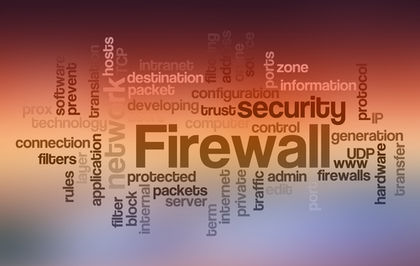 software
prevent
translation
hosts
TCP
intranet
destination
packet
developing
filtering
address
online
source
ports
zone
information
configuration
trust
security
protocol
IP
prox
technology
network
computer
control
connection
filters
layer
application
Firewall
generation
UDP
www
firewalls
hardware
transfer
rules
protected
packets
server
filter
block
internal
term
internet
private
traffic
admin
edit
port